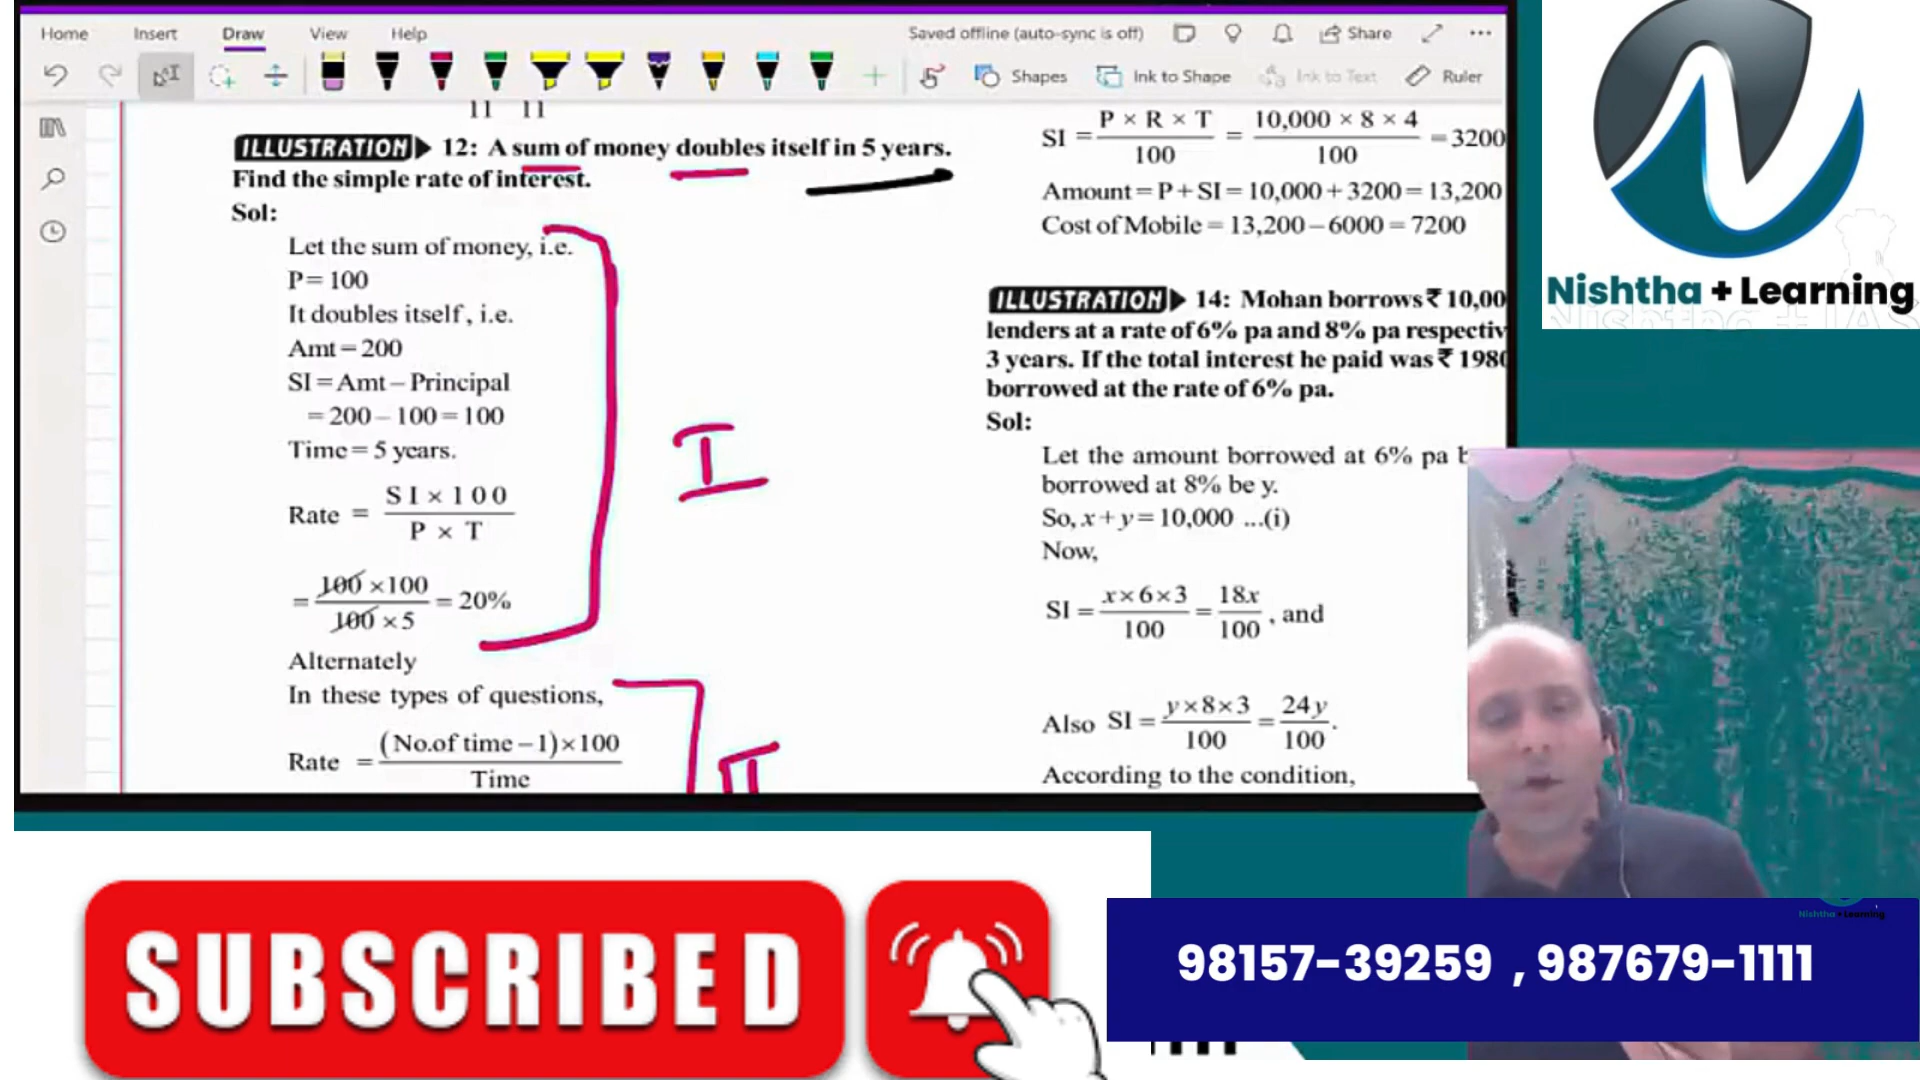 Home Insert Draw View Help
Saved offline (auto-sync is off) Share
Shapes Ink to Shape Ink to Text Ruler
11 11
ILLUSTRATION 12: A sum of money doubles itself in 5 years.
Find the simple rate of interest.
Sol:
Let the sum of money, i.e.
P= 100
It doubles itself, i.e.
Amt = 200
SI = Amt – Principal
= 200 – 100 = 100
Time = 5 years.
Rate = SI × 100 / P × T
= 100 × 100 / 100 × 5 = 20%
I
Alternately
In these types of questions,
Rate = (No.of time – 1) × 100 / Time
II
SI = P × R × T / 100 = 10,000 × 8 × 4 / 100 = 3200
Amount = P + SI = 10,000 + 3200 = 13,200
Cost of Mobile = 13,200 – 6000 = 7200
ILLUSTRATION 14: Mohan borrows ₹ 10,00
lenders at a rate of 6% pa and 8% pa respectiv
3 years. If the total interest he paid was ₹ 1980
borrowed at the rate of 6% pa.
Sol:
Let the amount borrowed at 6% pa b
borrowed at 8% be y.
So, x + y = 10,000 ...(i)
Now,
SI = x × 6 × 3 / 100 = 18x / 100 , and
Also SI = y × 8 × 3 / 100 = 24y / 100 .
According to the condition,
Nishtha + Learning
SUBSCRIBED
Nishtha + Learning
98157-39259 , 987679-1111